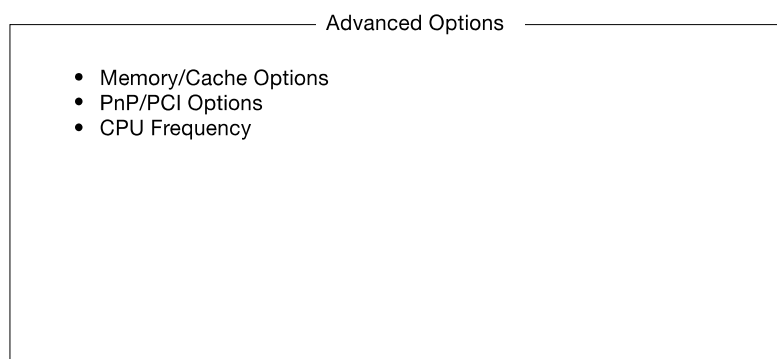 Advanced Options
• Memory/Cache Options
• PnP/PCI Options
• CPU Frequency